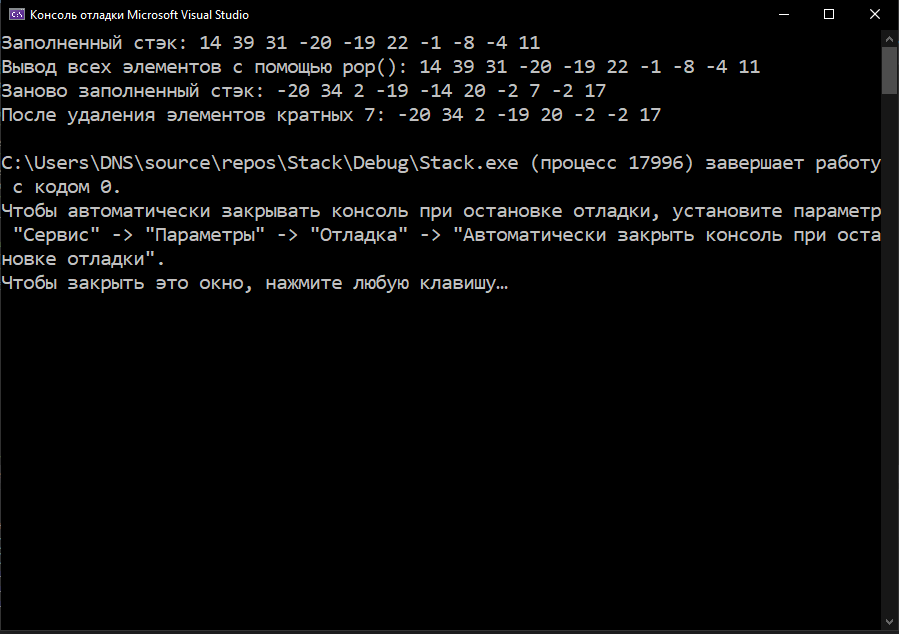 Консоль отладки Microsoft Visual Studio
Заполненный стэк: 14 39 31 -20 -19 22 -1 -8 -4 11
Вывод всех элементов с помощью pop(): 14 39 31 -20 -19 22 -1 -8 -4 11
Заново заполненный стэк: -20 34 2 -19 -14 20 -2 7 -2 17
После удаления элементов кратных 7: -20 34 2 -19 20 -2 -2 17
C:\Users\DNS\source\repos\Stack\Debug\Stack.exe (процесс 17996) завершает работу
с кодом 0.
Чтобы автоматически закрывать консоль при остановке отладки, установите параметр
"Сервис" -> "Параметры" -> "Отладка" -> "Автоматически закрыть консоль при оста
новке отладки".
Чтобы закрыть это окно, нажмите любую клавишу…